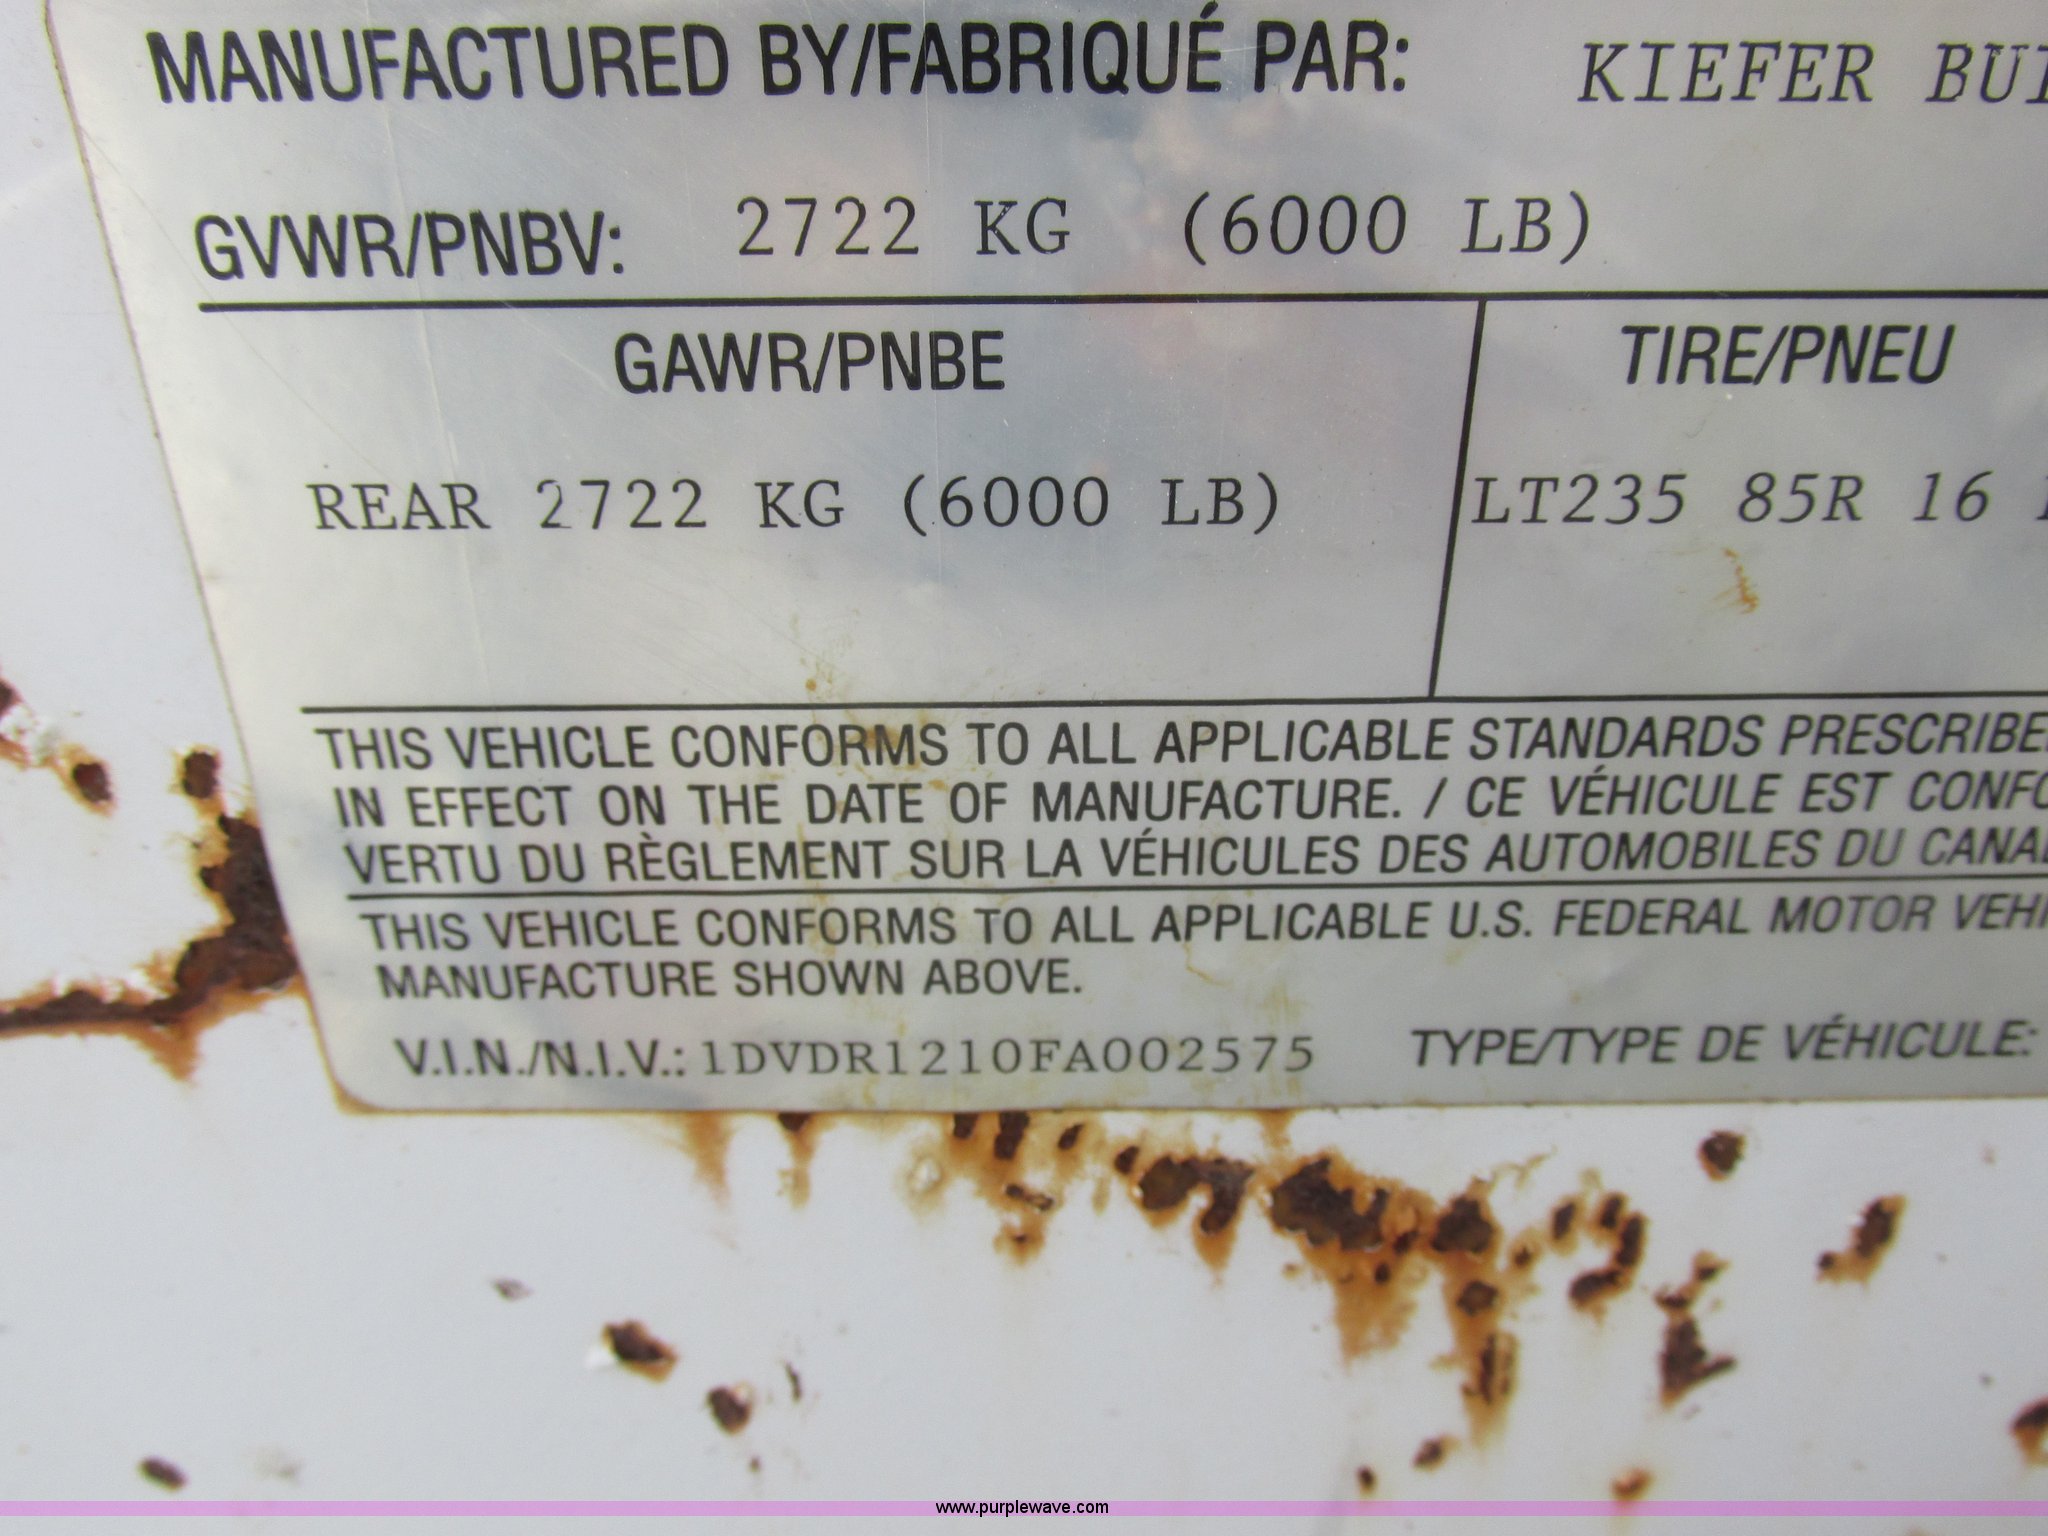 MANUFACTURED BY/FABRIQUÉ PAR: KIEFER
GVWR/PNBV: 2722 KG (6000 LB)
GAWR/PNBE TIRE/PNEU
REAR 2722 KG (6000 LB) LT235 85R 16
THIS VEHICLE CONFORMS TO ALL APPLICABLE STANDARDS
IN EFFECT ON THE DATE OF MANUFACTURE. / CE VÉHICULE EST
VERTU DU RÈGLEMENT SUR LA VÉHICULES DES AUTOMOBILES DU
THIS VEHICLE CONFORMS TO ALL APPLICABLE U.S. FEDERAL MOTOR
MANUFACTURE SHOWN ABOVE.
V.I.N./N.I.V.: 1DVDR1210FA002575 TYPE/TYPE DE VÉHICULE:
www.purplewave.com